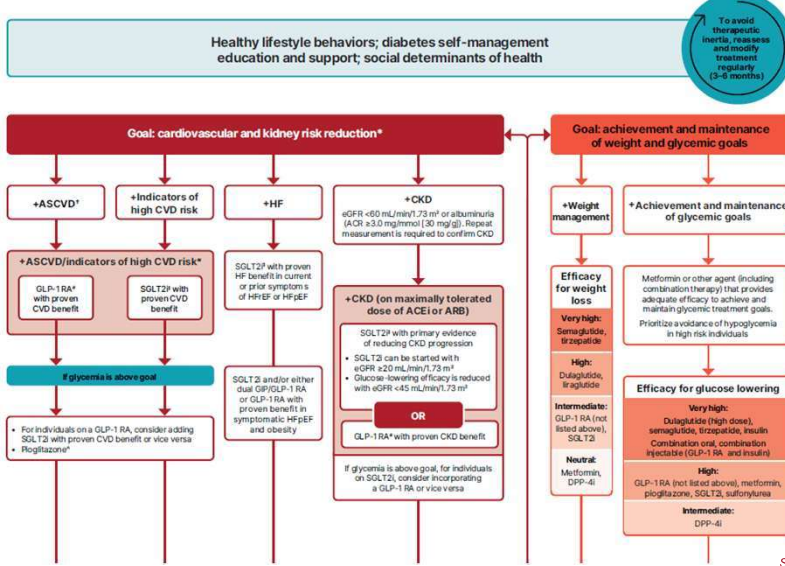 Healthy lifestyle behaviors; diabetes self-management
education and support; social determinants of health
To avoid
therapeutic
inertia, reassess
and modify
treatment
regularly
(3–6 months)
Goal: cardiovascular and kidney risk reduction*
Goal: achievement and maintenance
of weight and glycemic goals
+ASCVD†
+Indicators of
high CVD risk
+ASCVD/indicators of high CVD risk*
GLP-1 RA#
with proven
CVD benefit
SGLT2i§ with
proven CVD
benefit
If glycemia is above goal
• For individuals on a GLP-1 RA, consider adding
SGLT2i with proven CVD benefit or vice versa
• Pioglitazone^
+HF
SGLT2i§ with proven
HF benefit in current
or prior symptoms
of HFrEF or HFpEF
SGLT2i and/or either
dual GIP/GLP-1 RA
or GLP-1 RA with
proven benefit in
symptomatic HFpEF
and obesity
+CKD
eGFR <60 mL/min/1.73 m² or albuminuria
(ACR ≥3.0 mg/mmol [30 mg/g]). Repeat
measurement is required to confirm CKD
+CKD (on maximally tolerated
dose of ACEi or ARB)
SGLT2i§ with primary evidence
of reducing CKD progression
• SGLT2i can be started with
eGFR ≥20 mL/min/1.73 m²
• Glucose-lowering efficacy is reduced
with eGFR <45 mL/min/1.73 m²
OR
GLP-1 RA# with proven CKD benefit
If glycemia is above goal, for individuals
on SGLT2i, consider incorporating
a GLP-1 RA or vice versa
+Weight
management
Efficacy
for weight
loss
Very high:
Semaglutide,
tirzepatide
High:
Dulaglutide,
liraglutide
Intermediate:
GLP-1 RA (not
listed above),
SGLT2i
Neutral:
Metformin,
DPP-4i
+Achievement and maintenance
of glycemic goals
Metformin or other agent (including
combination therapy) that provides
adequate efficacy to achieve and
maintain glycemic treatment goals.
Prioritize avoidance of hypoglycemia
in high risk individuals
Efficacy for glucose lowering
Very high:
Dulaglutide (high dose),
semaglutide, tirzepatide, insulin
Combination oral, combination
injectable (GLP-1 RA and insulin)
High:
GLP-1 RA (not listed above), metformin,
pioglitazone, SGLT2i, sulfonylurea
Intermediate:
DPP-4i